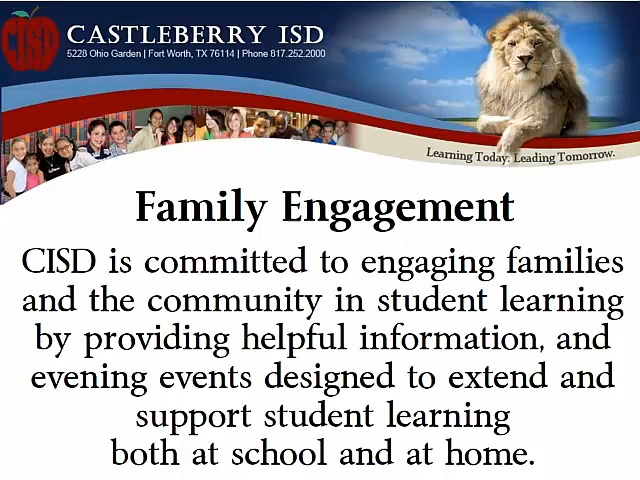 CISD
CASTLEBERRY ISD
5228 Ohio Garden | Fort Worth, TX 76114 | Phone 817.252.2000
Learning Today. Leading Tomorrow.
Family Engagement
CISD is committed to engaging families
and the community in student learning
by providing helpful information, and
evening events designed to extend and
support student learning
both at school and at home.